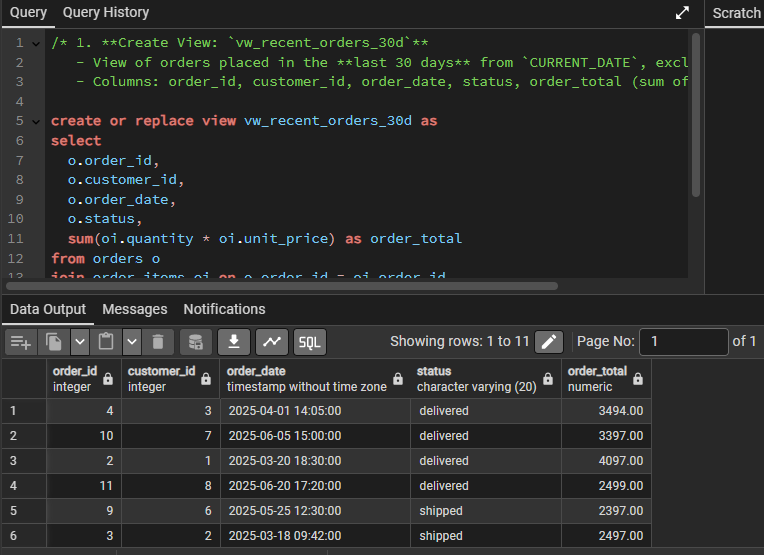 Query Query History Scratch
1 /* 1. **Create View: `vw_recent_orders_30d`**
2 - View of orders placed in the **last 30 days** from `CURRENT_DATE`, excl
3 - Columns: order_id, customer_id, order_date, status, order_total (sum of
4
5 create or replace view vw_recent_orders_30d as
6 select
7 o.order_id,
8 o.customer_id,
9 o.order_date,
10 o.status,
11 sum(oi.quantity * oi.unit_price) as order_total
12 from orders o
13 join order_items oi on o.order_id = oi.order_id
Data Output Messages Notifications
SQL Showing rows: 1 to 11 Page No: 1 of 1
order_id customer_id order_date status order_total
integer integer timestamp without time zone character varying (20) numeric
1 4 3 2025-04-01 14:05:00 delivered 3494.00
2 10 7 2025-06-05 15:00:00 delivered 3397.00
3 2 1 2025-03-20 18:30:00 delivered 4097.00
4 11 8 2025-06-20 17:20:00 delivered 2499.00
5 9 6 2025-05-25 12:30:00 shipped 2397.00
6 3 2 2025-03-18 09:42:00 shipped 2497.00